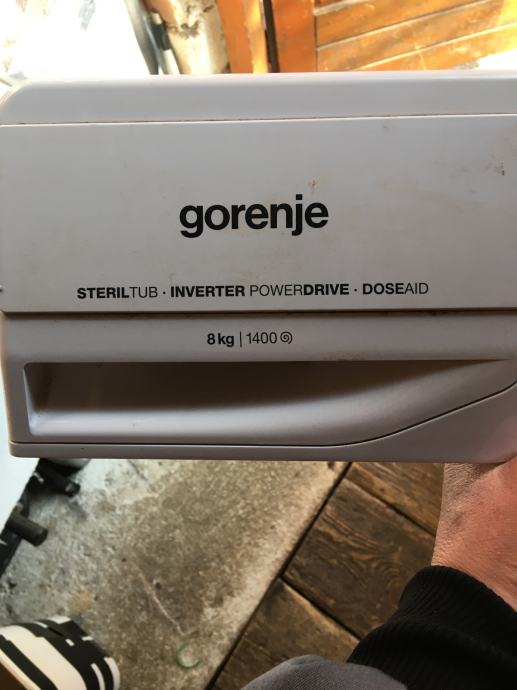 gorenje
STERILTUB · INVERTER POWERDRIVE · DOSEAID
8kg | 1400